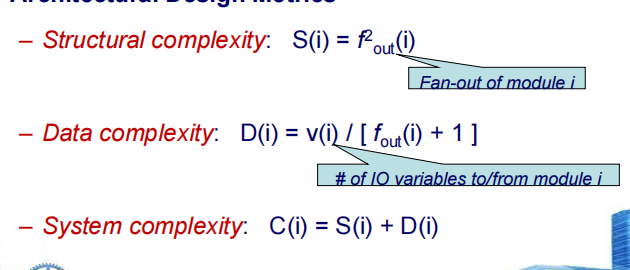 Architectural Design Metrics
– Structural complexity: S(i) = f²out(i)
Fan-out of module i
– Data complexity: D(i) = v(i) / [ fout(i) + 1 ]
# of IO variables to/from module i
– System complexity: C(i) = S(i) + D(i)